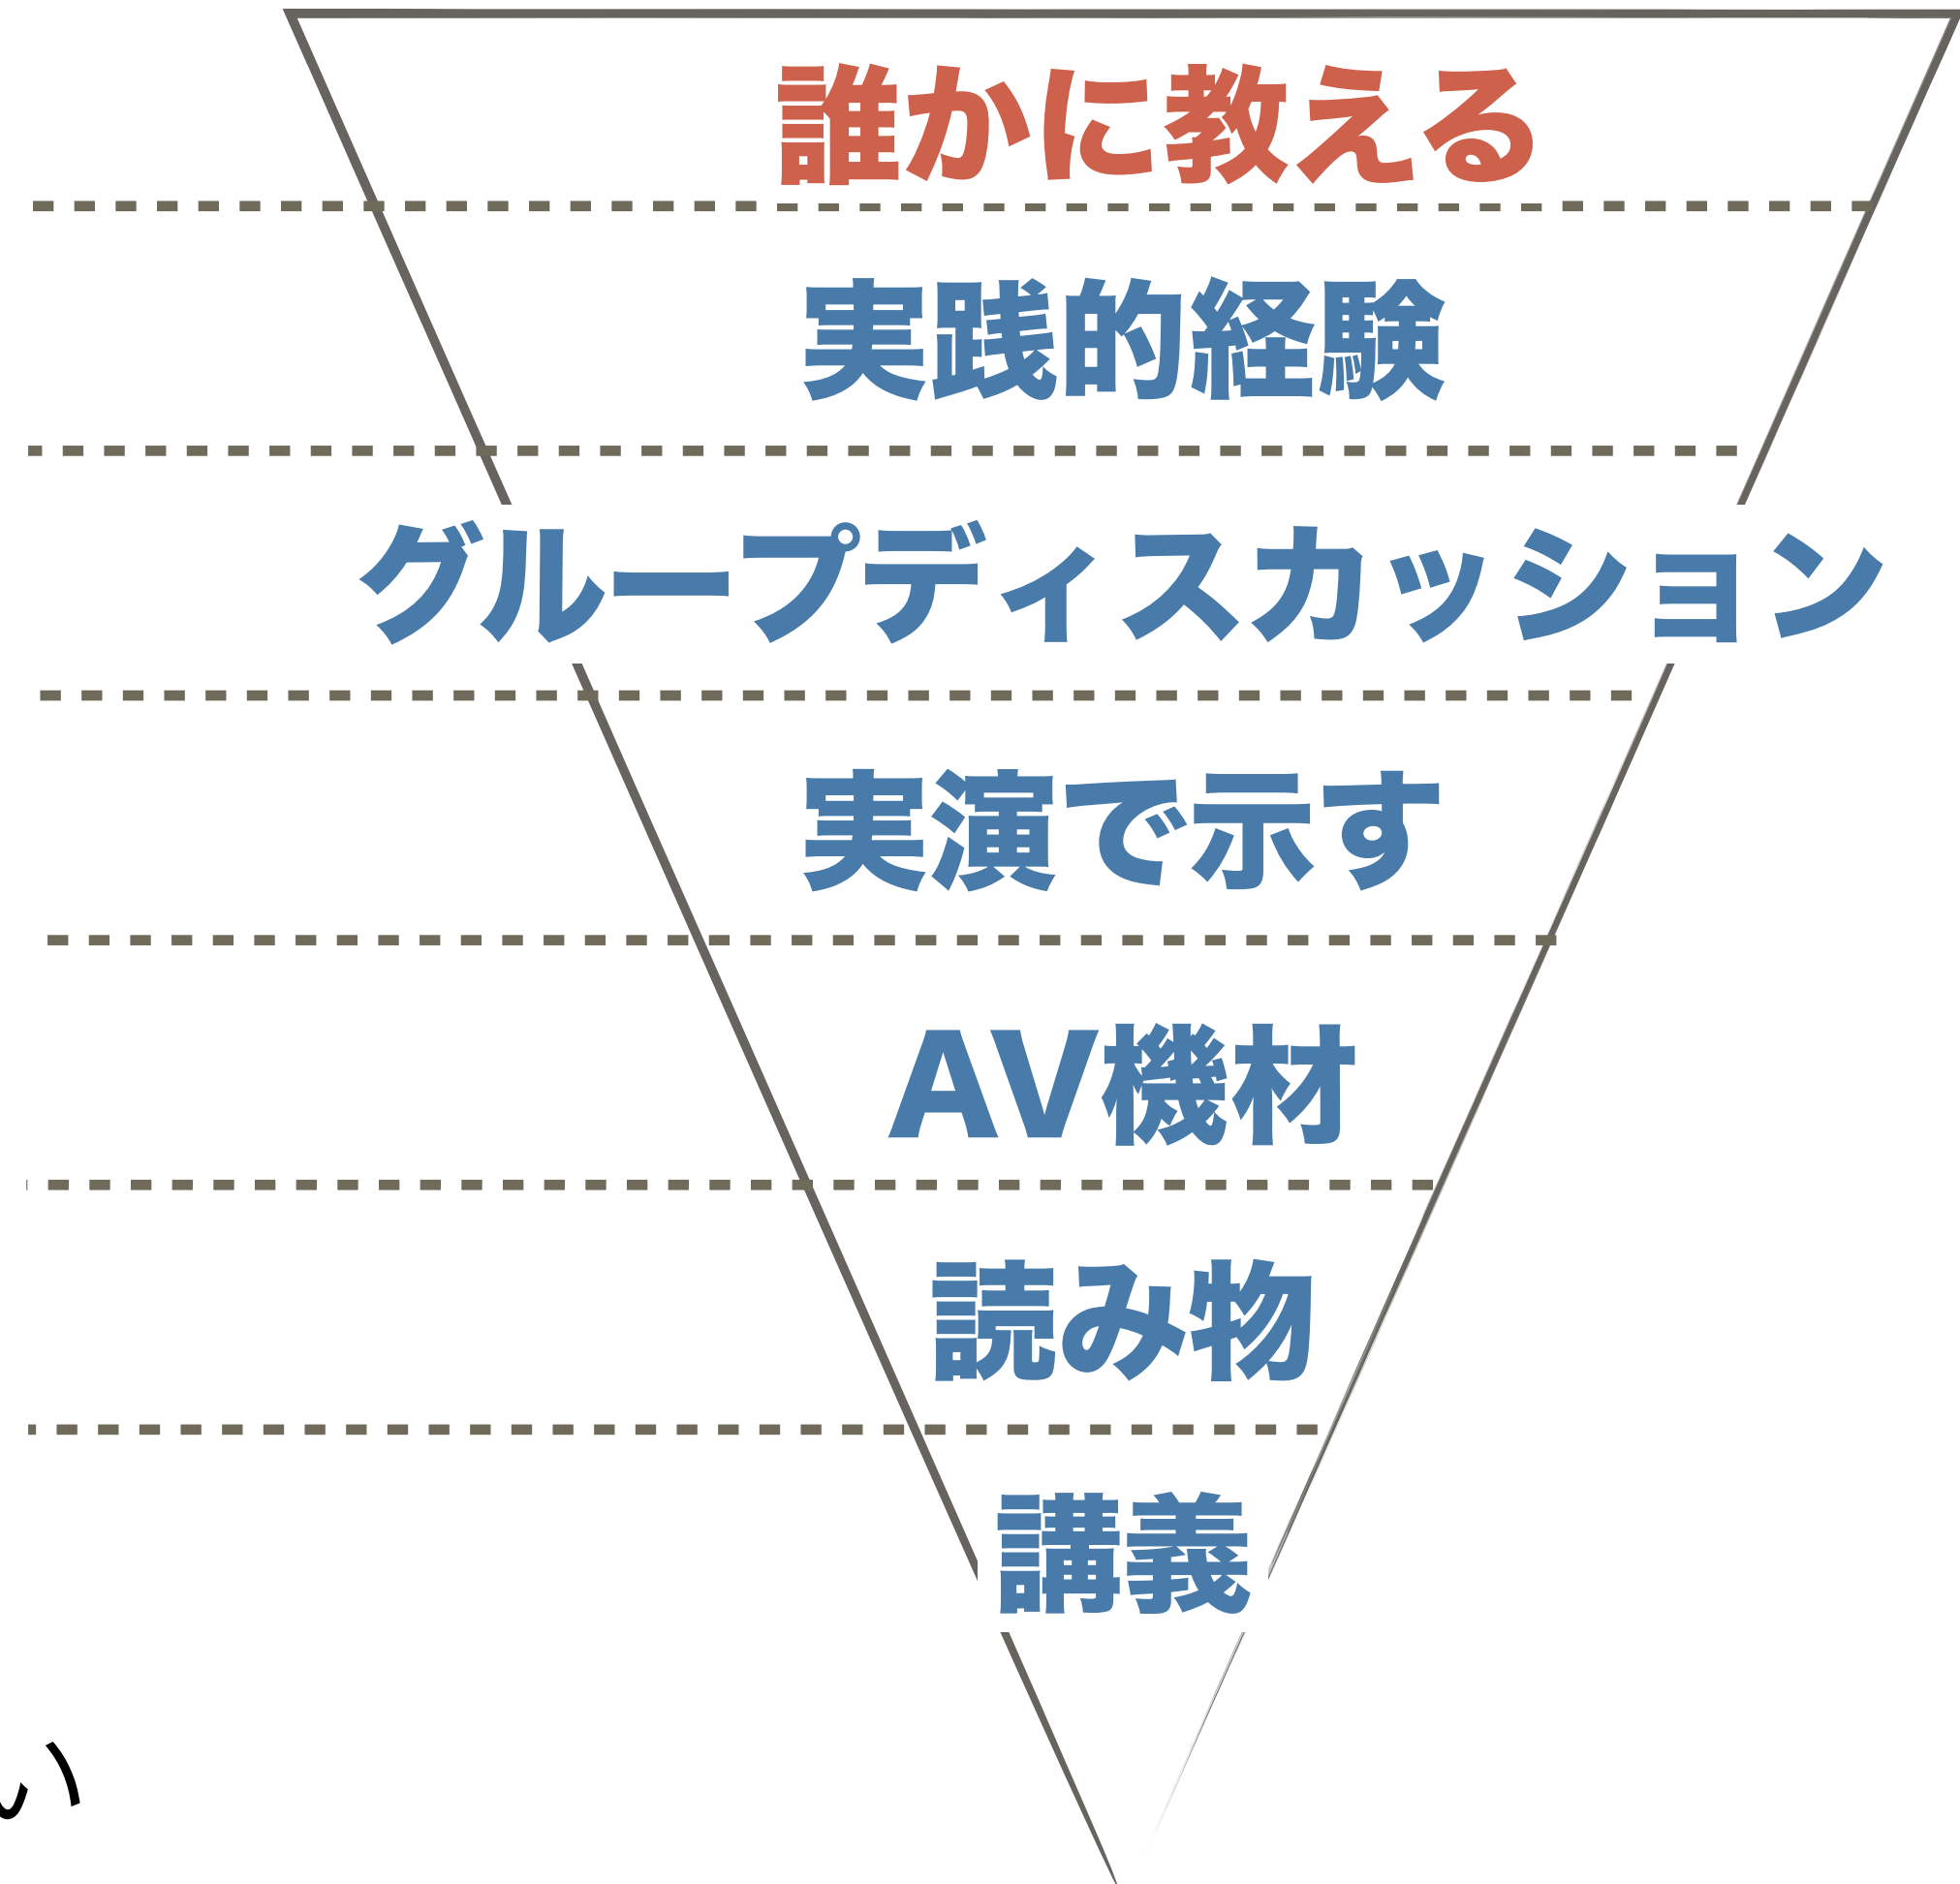 誰かに教える
実践的経験
グループディスカッション
実演で示す
AV機材
読み物
講義
い